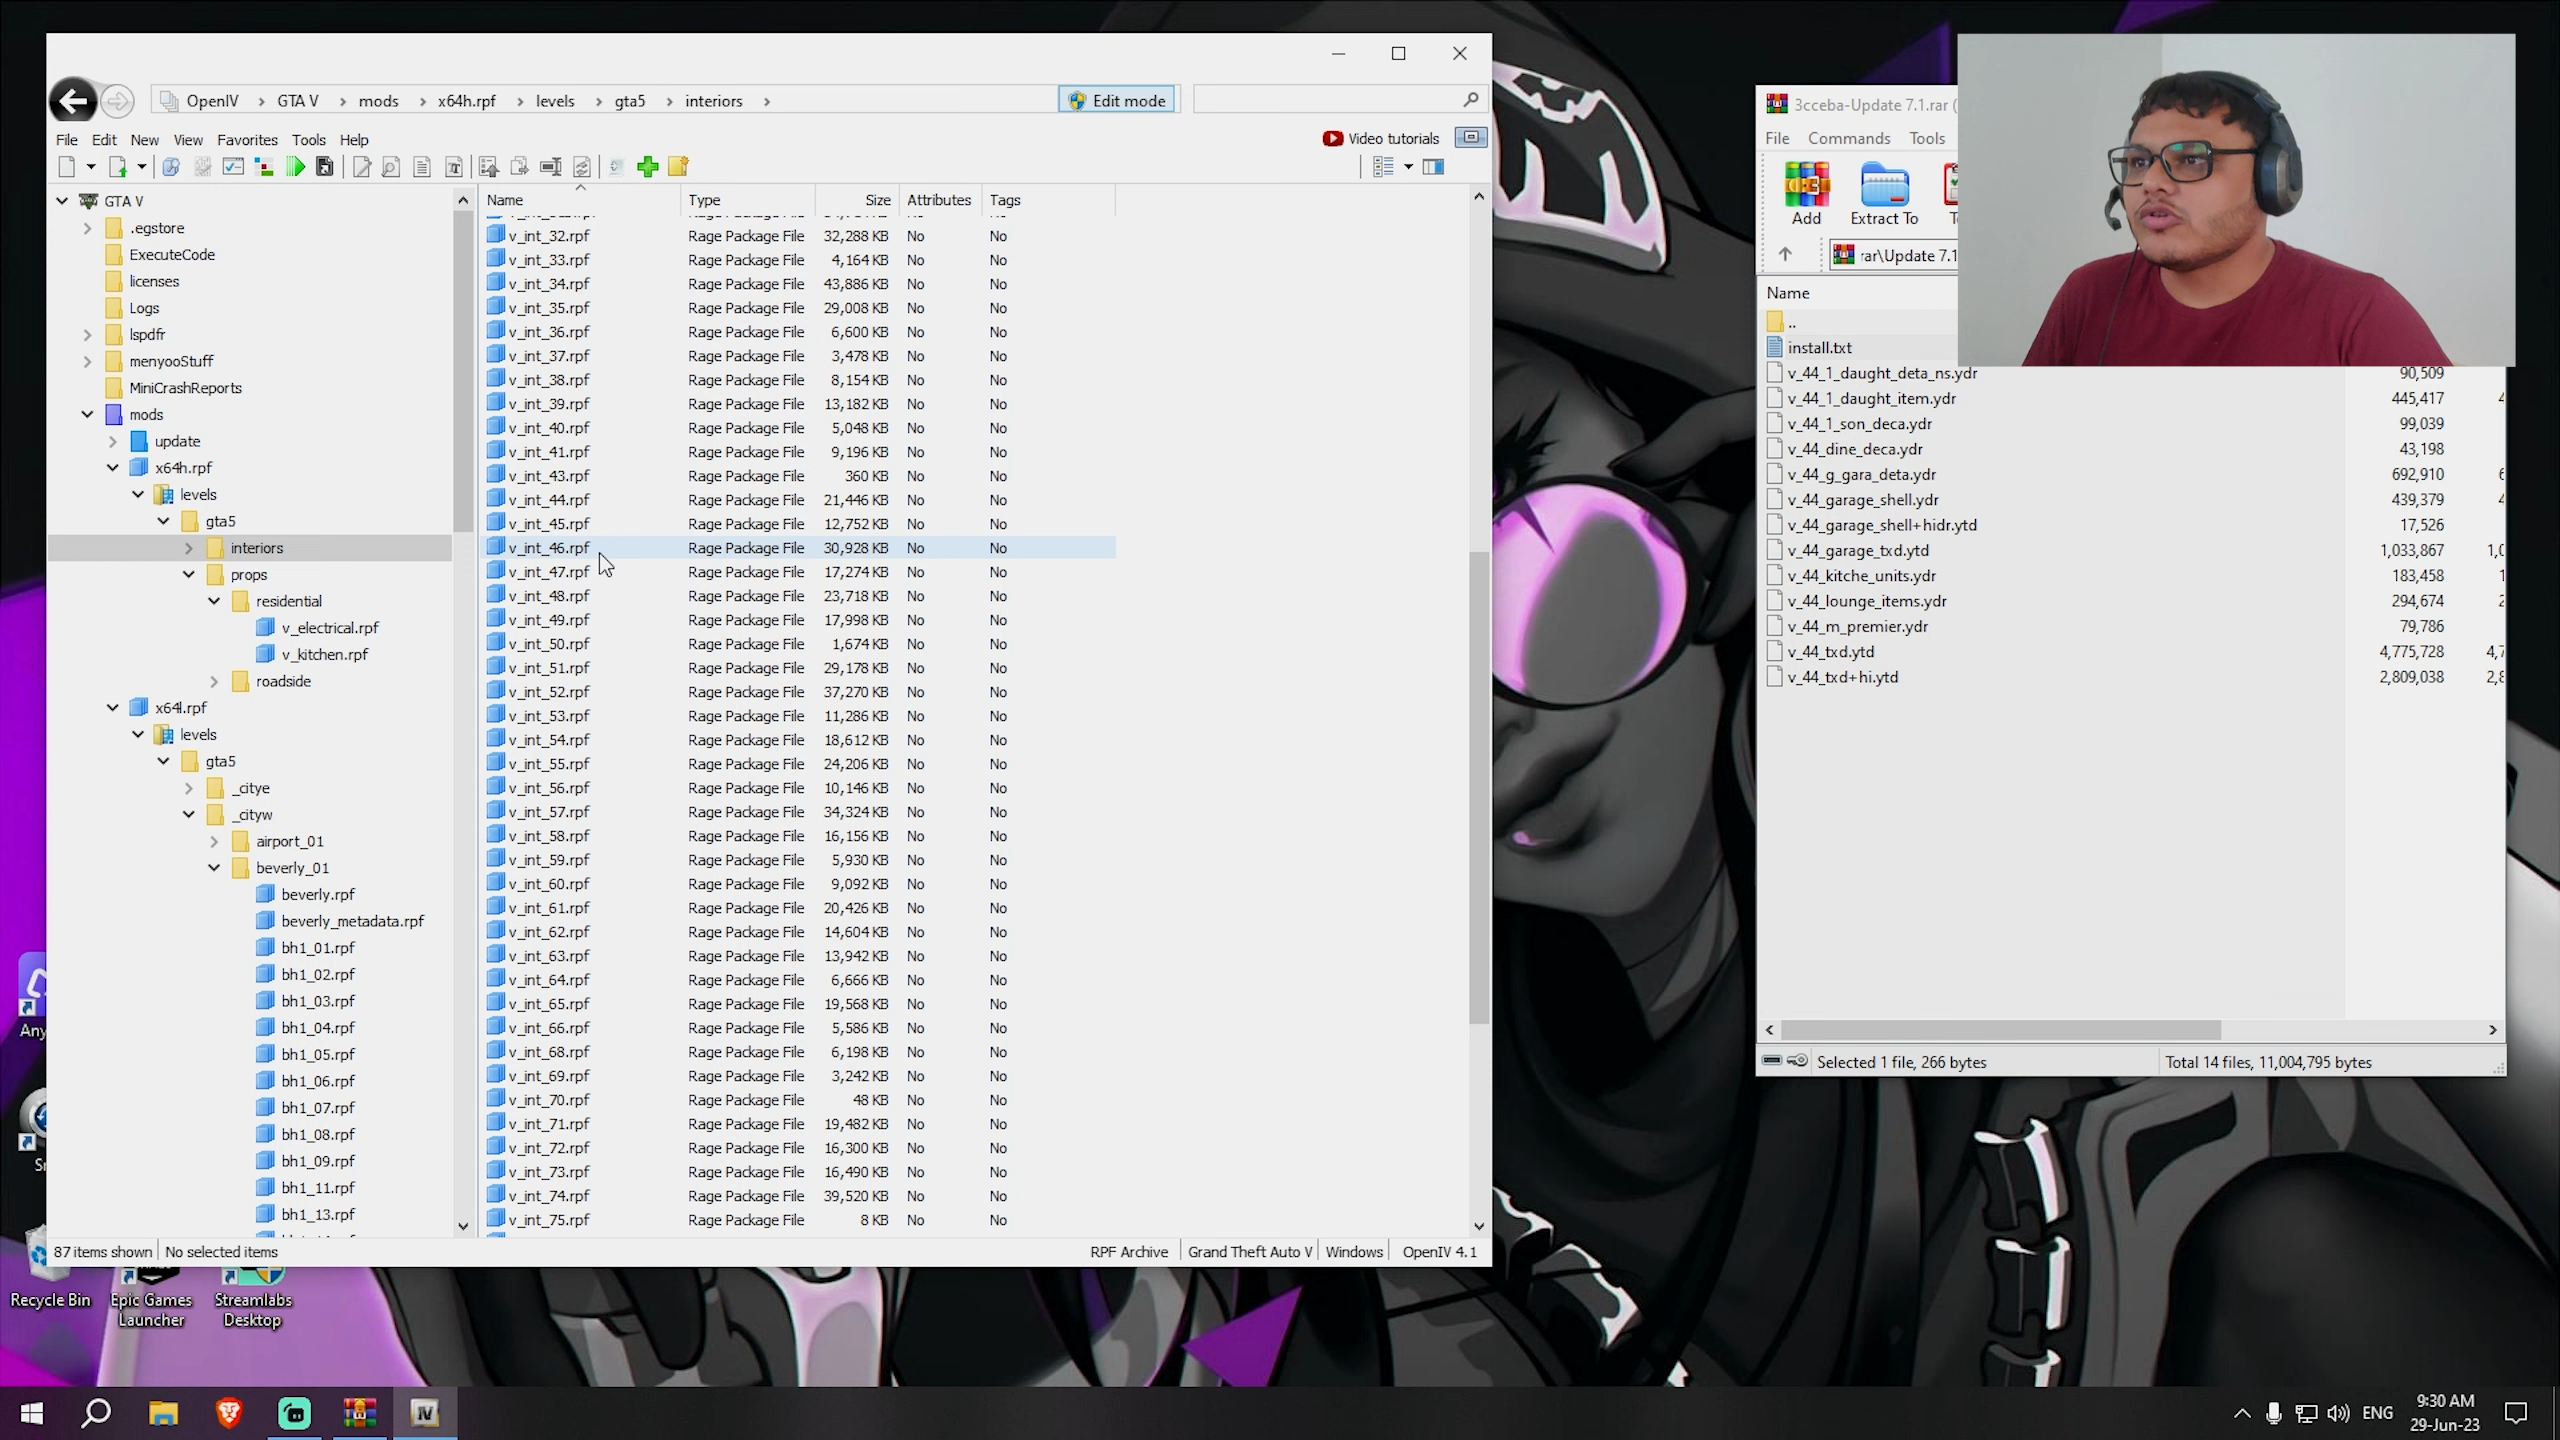 OpenIV > GTA V > mods > x64h.rpf > levels > gta5 > interiors >
Edit mode
File Edit New View Favorites Tools Help
Video tutorials
GTA V
.egstore
ExecuteCode
licenses
Logs
lspdfr
menyooStuff
MiniCrashReports
mods
update
x64h.rpf
levels
gta5
interiors
props
residential
v_electrical.rpf
v_kitchen.rpf
roadside
x64l.rpf
levels
gta5
_citye
_cityw
airport_01
beverly_01
beverly.rpf
beverly_metadata.rpf
bh1_01.rpf
bh1_02.rpf
bh1_03.rpf
bh1_04.rpf
bh1_05.rpf
bh1_06.rpf
bh1_07.rpf
bh1_08.rpf
bh1_09.rpf
bh1_11.rpf
bh1_13.rpf
Name Type Size Attributes Tags
v_int_32.rpf Rage Package File 32,288 KB No No
v_int_33.rpf Rage Package File 4,164 KB No No
v_int_34.rpf Rage Package File 43,886 KB No No
v_int_35.rpf Rage Package File 29,008 KB No No
v_int_36.rpf Rage Package File 6,600 KB No No
v_int_37.rpf Rage Package File 3,478 KB No No
v_int_38.rpf Rage Package File 8,154 KB No No
v_int_39.rpf Rage Package File 13,182 KB No No
v_int_40.rpf Rage Package File 5,048 KB No No
v_int_41.rpf Rage Package File 9,196 KB No No
v_int_43.rpf Rage Package File 360 KB No No
v_int_44.rpf Rage Package File 21,446 KB No No
v_int_45.rpf Rage Package File 12,752 KB No No
v_int_46.rpf Rage Package File 30,928 KB No No
v_int_47.rpf Rage Package File 17,274 KB No No
v_int_48.rpf Rage Package File 23,718 KB No No
v_int_49.rpf Rage Package File 17,998 KB No No
v_int_50.rpf Rage Package File 1,674 KB No No
v_int_51.rpf Rage Package File 29,178 KB No No
v_int_52.rpf Rage Package File 37,270 KB No No
v_int_53.rpf Rage Package File 11,286 KB No No
v_int_54.rpf Rage Package File 18,612 KB No No
v_int_55.rpf Rage Package File 24,206 KB No No
v_int_56.rpf Rage Package File 10,146 KB No No
v_int_57.rpf Rage Package File 34,324 KB No No
v_int_58.rpf Rage Package File 16,156 KB No No
v_int_59.rpf Rage Package File 5,930 KB No No
v_int_60.rpf Rage Package File 9,092 KB No No
v_int_61.rpf Rage Package File 20,426 KB No No
v_int_62.rpf Rage Package File 14,604 KB No No
v_int_63.rpf Rage Package File 13,942 KB No No
v_int_64.rpf Rage Package File 6,666 KB No No
v_int_65.rpf Rage Package File 19,568 KB No No
v_int_66.rpf Rage Package File 5,586 KB No No
v_int_68.rpf Rage Package File 6,198 KB No No
v_int_69.rpf Rage Package File 3,242 KB No No
v_int_70.rpf Rage Package File 48 KB No No
v_int_71.rpf Rage Package File 19,482 KB No No
v_int_72.rpf Rage Package File 16,300 KB No No
v_int_73.rpf Rage Package File 16,490 KB No No
v_int_74.rpf Rage Package File 39,520 KB No No
v_int_75.rpf Rage Package File 8 KB No No
87 items shown No selected items RPF Archive Grand Theft Auto V Windows OpenIV 4.1
3cceba-Update 7.1.rar (
File Commands Tools
Add Extract To
rar\Update 7.1
Name
..
install.txt
v_44_1_daught_deta_ns.ydr 90,509
v_44_1_daught_item.ydr 445,417
v_44_1_son_deca.ydr 99,039
v_44_dine_deca.ydr 43,198
v_44_g_gara_deta.ydr 692,910
v_44_garage_shell.ydr 439,379
v_44_garage_shell+hidr.ytd 17,526
v_44_garage_txd.ytd 1,033,867
v_44_kitche_units.ydr 183,458
v_44_lounge_items.ydr 294,674
v_44_m_premier.ydr 79,786
v_44_txd.ytd 4,775,728
v_44_txd+hi.ytd 2,809,038
Selected 1 file, 266 bytes Total 14 files, 11,004,795 bytes
Recycle Bin
Epic Games Launcher
Streamlabs Desktop
IV
ENG
9:30 AM
29-Jun-23